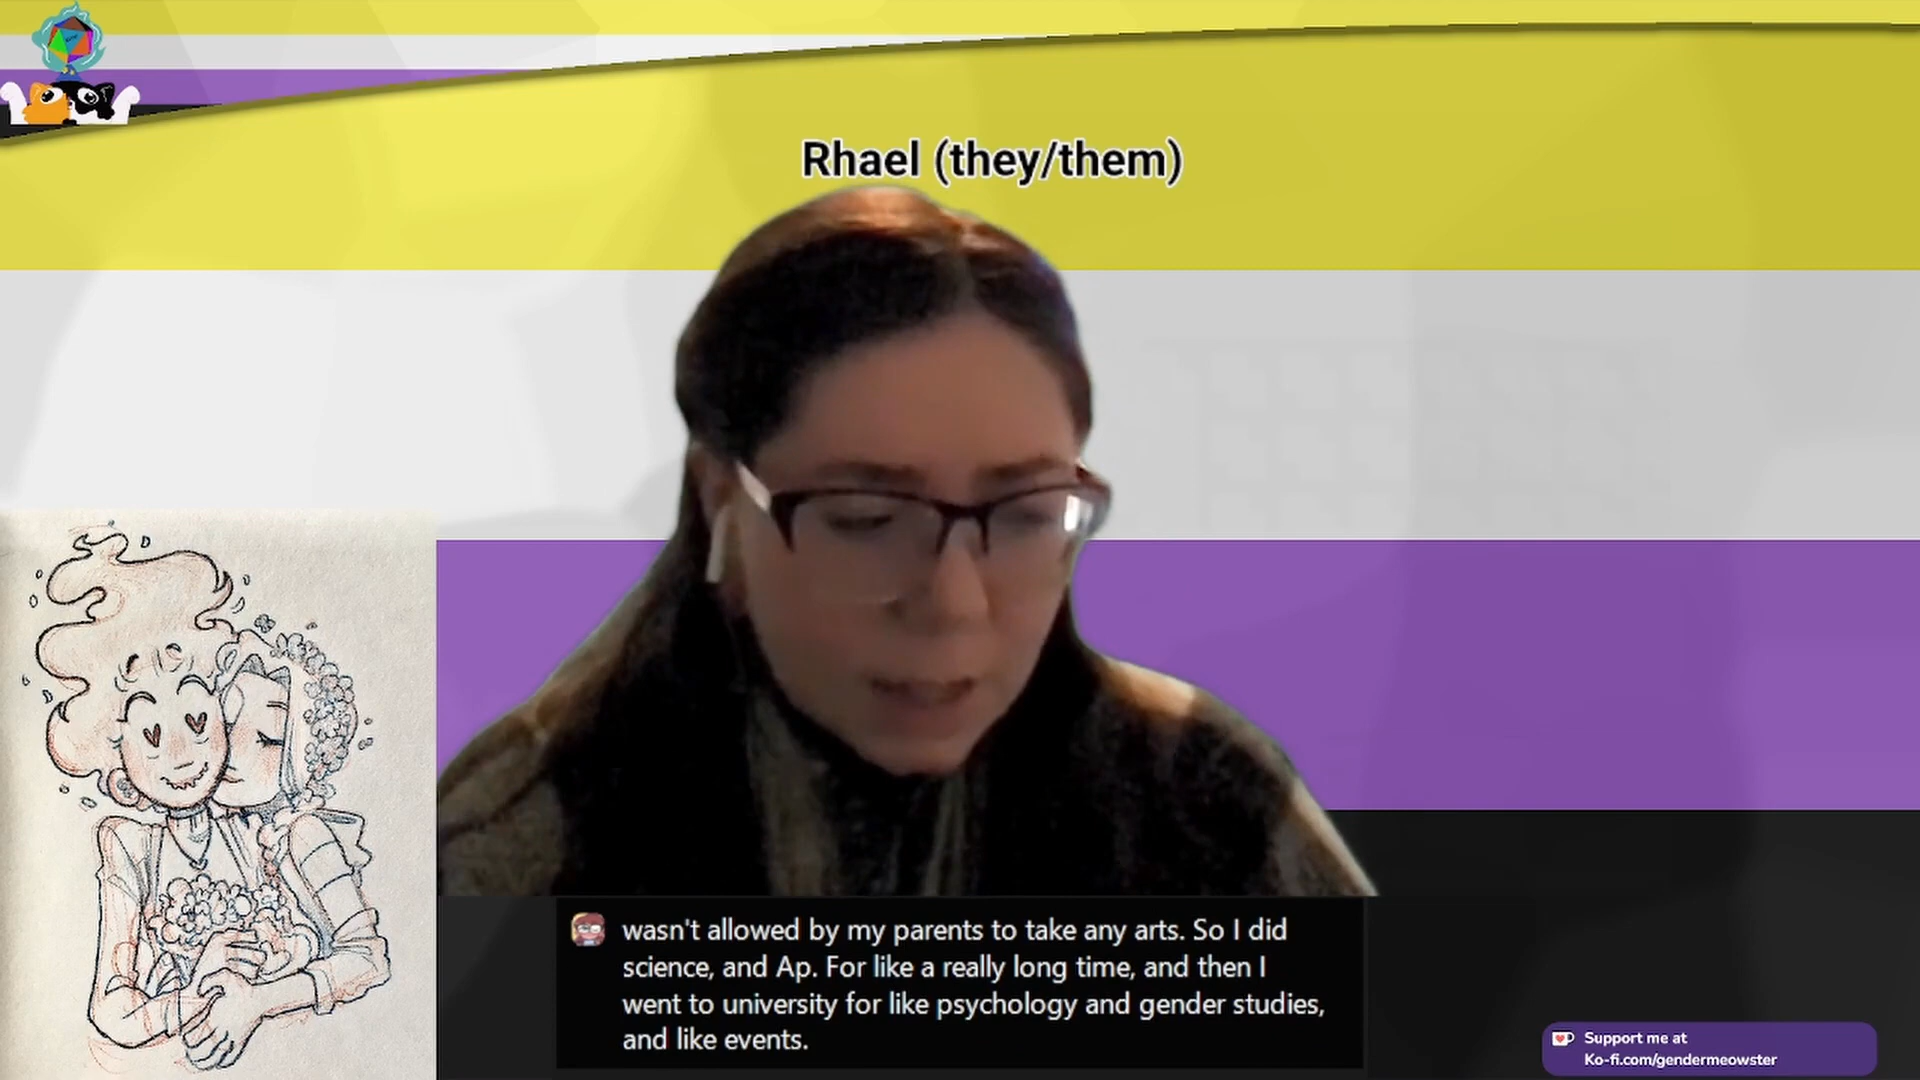 Rhael (they/them)
wasn't allowed by my parents to take any arts. So I did
science, and Ap. For like a really long time, and then I
went to university for like psychology and gender studies,
and like events.
Support me at
Ko-fi.com/gendermeowster